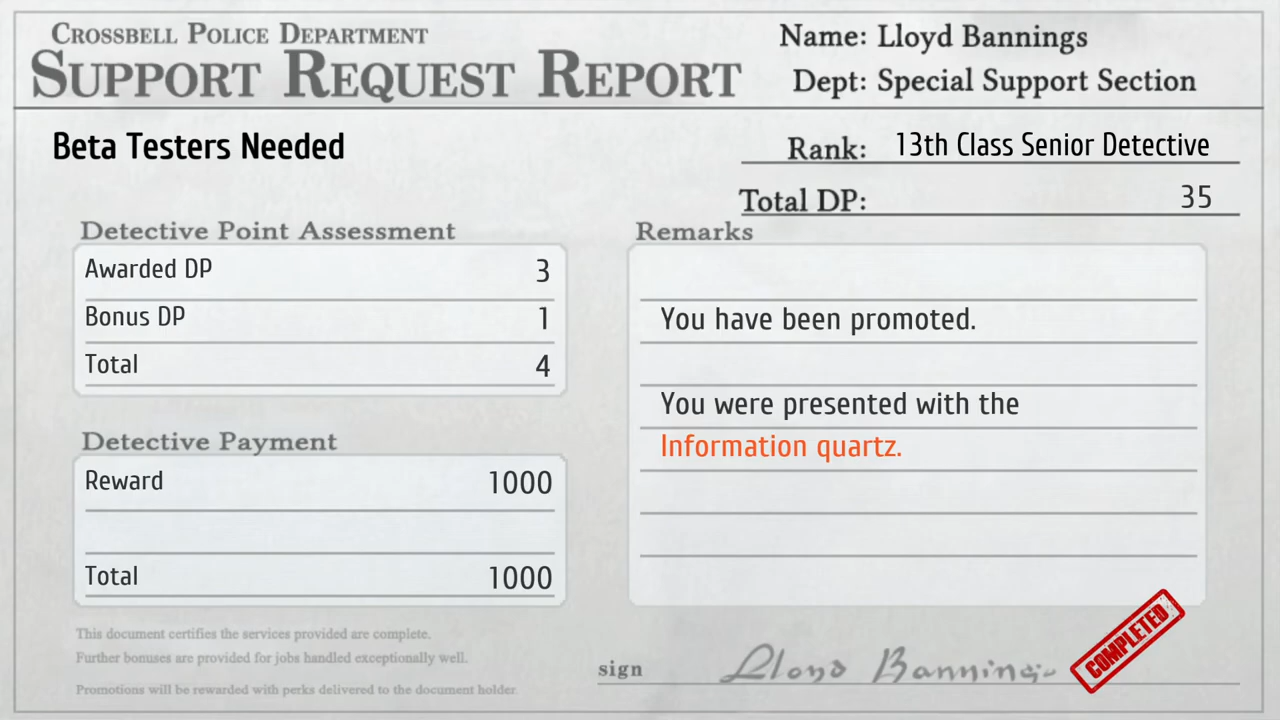 CROSSBELL POLICE DEPARTMENT
SUPPORT REQUEST REPORT
Name: Lloyd Bannings
Dept: Special Support Section
Beta Testers Needed
Rank: 13th Class Senior Detective
Total DP: 35
Detective Point Assessment
Awarded DP 3
Bonus DP 1
Total 4
Detective Payment
Reward 1000
Total 1000
Remarks
You have been promoted.
You were presented with the
Information quartz.
This document certifies the services provided are complete.
Further bonuses are provided for jobs handled exceptionally well.
Promotions will be rewarded with perks delivered to the document holder.
sign Lloyd Bannings
COMPLETED